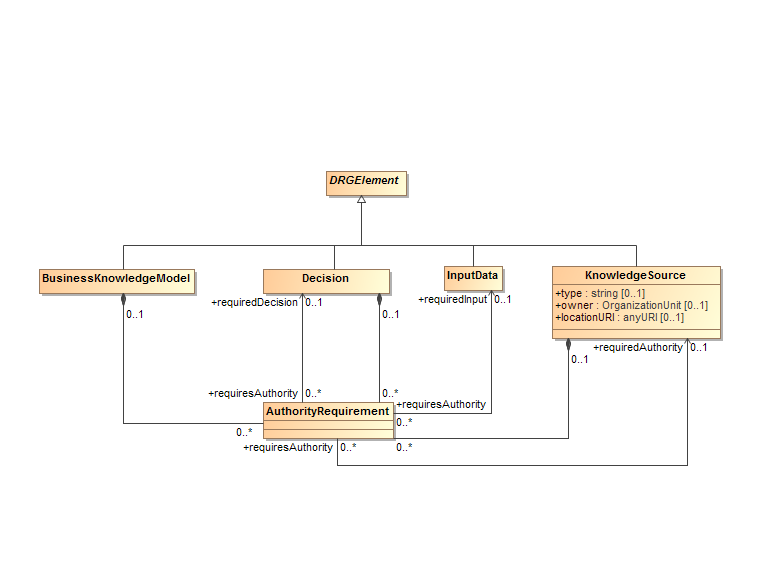 DRGElement
BusinessKnowledgeModel
Decision
InputData
KnowledgeSource
+type : string [0..1]
+owner : OrganizationUnit [0..1]
+locationURI : anyURI [0..1]
+requiredDecision 0..1
+requiredInput 0..1
0..1
0..1
+requiredAuthority 0..1
0..1
+requiresAuthority 0..*
0..*
+requiresAuthority
0..*
AuthorityRequirement
0..*
+requiresAuthority 0..*
0..*